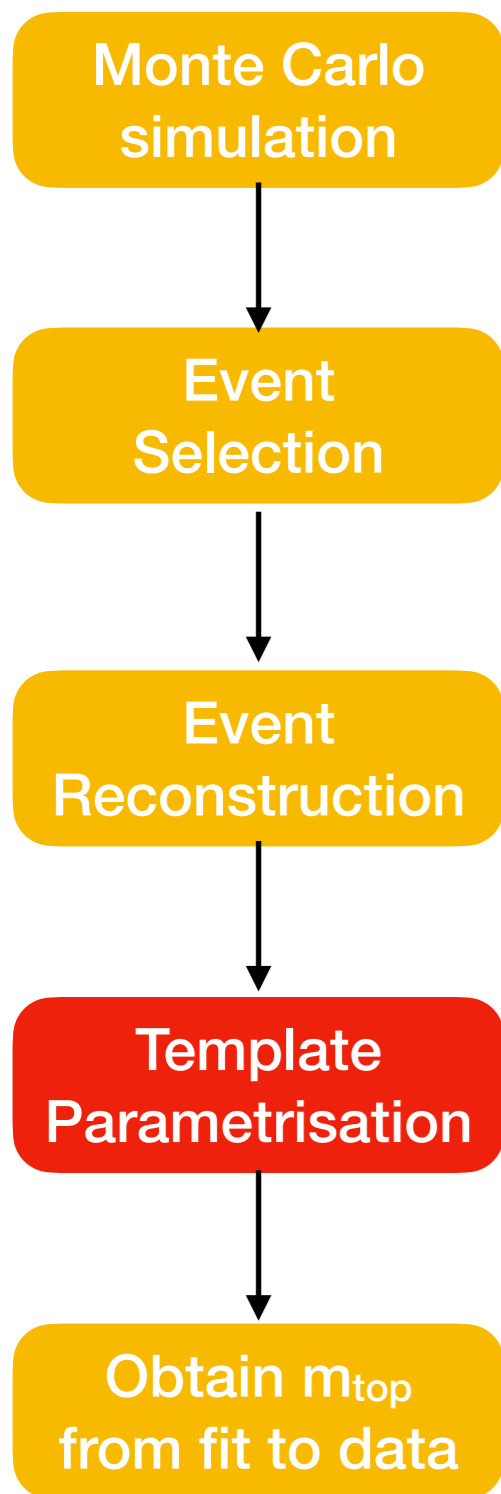 Monte Carlo
simulation
Event
Selection
Event
Reconstruction
Template
Parametrisation
Obtain mtop
from fit to data